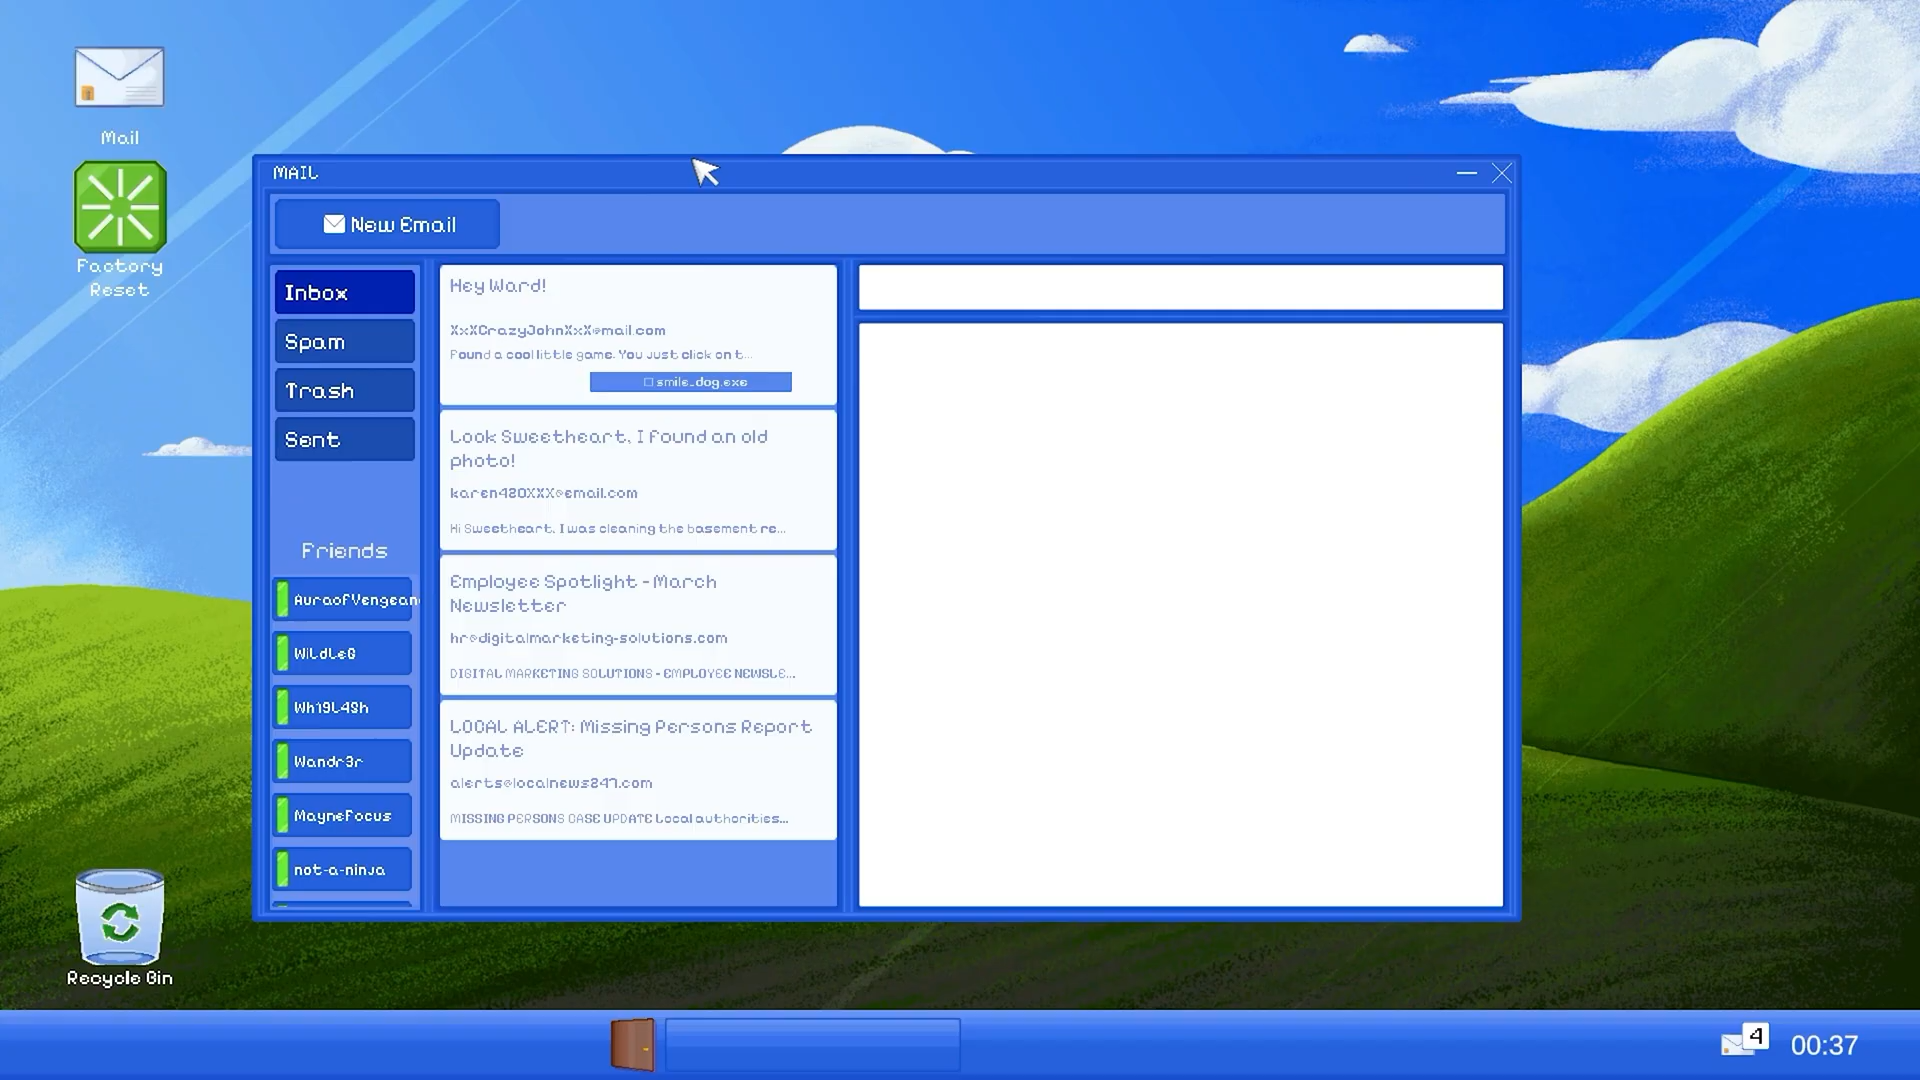 Mail
Factory
Reset
Recycle Bin
MAIL
New Email
Inbox
Spam
Trash
Sent
Friends
AuraofVengean
WiLdLeG
Wh19L4Sh
Wandr3r
MayneFocus
not-a-ninja
Hey Ward!
XxXCrazyJohnXxX@mail.com
Found a cool little game. You just click on t...
smile_dog.exe
Look Sweetheart, I found an old
photo!
karen420XXX@email.com
Hi Sweetheart, I was cleaning the basement re...
Employee Spotlight - March
Newsletter
hr@digitalmarketing-solutions.com
DIGITAL MARKETING SOLUTIONS - EMPLOYEE NEWSLE...
LOCAL ALERT: Missing Persons Report
Update
alerts@localnews247.com
MISSING PERSONS CASE UPDATE Local authorities...
4
00:37